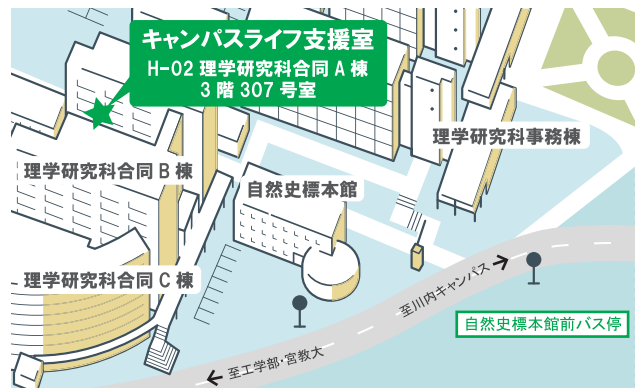 キャンパスライフ支援室
H-02 理学研究科合同 A 棟
3 階 307 号室
理学研究科事務棟
理学研究科合同 B 棟
自然史標本館
理学研究科合同 C 棟
至川内キャンパス
自然史標本館前バス停
至工学部・宮教大